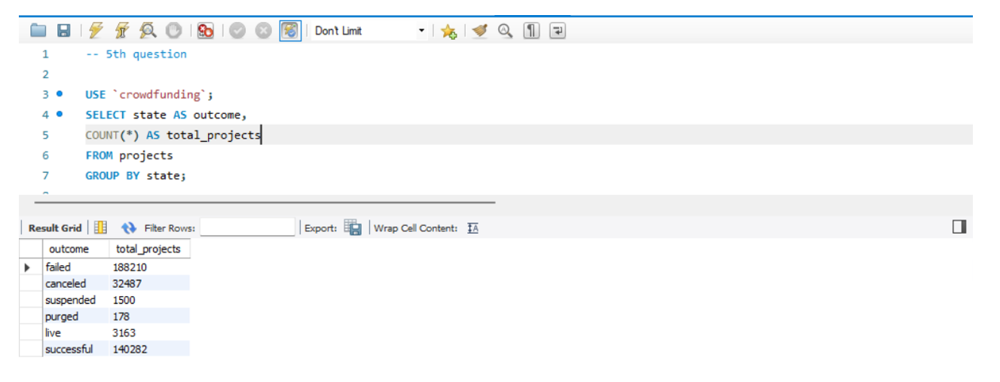 Don't Limit
1 -- 5th question
2
3 USE `crowdfunding`;
4 SELECT state AS outcome,
5 COUNT(*) AS total_projects
6 FROM projects
7 GROUP BY state;
Result Grid Filter Rows: Export: Wrap Cell Content:
outcome total_projects
failed 188210
canceled 32487
suspended 1500
purged 178
live 3163
successful 140282